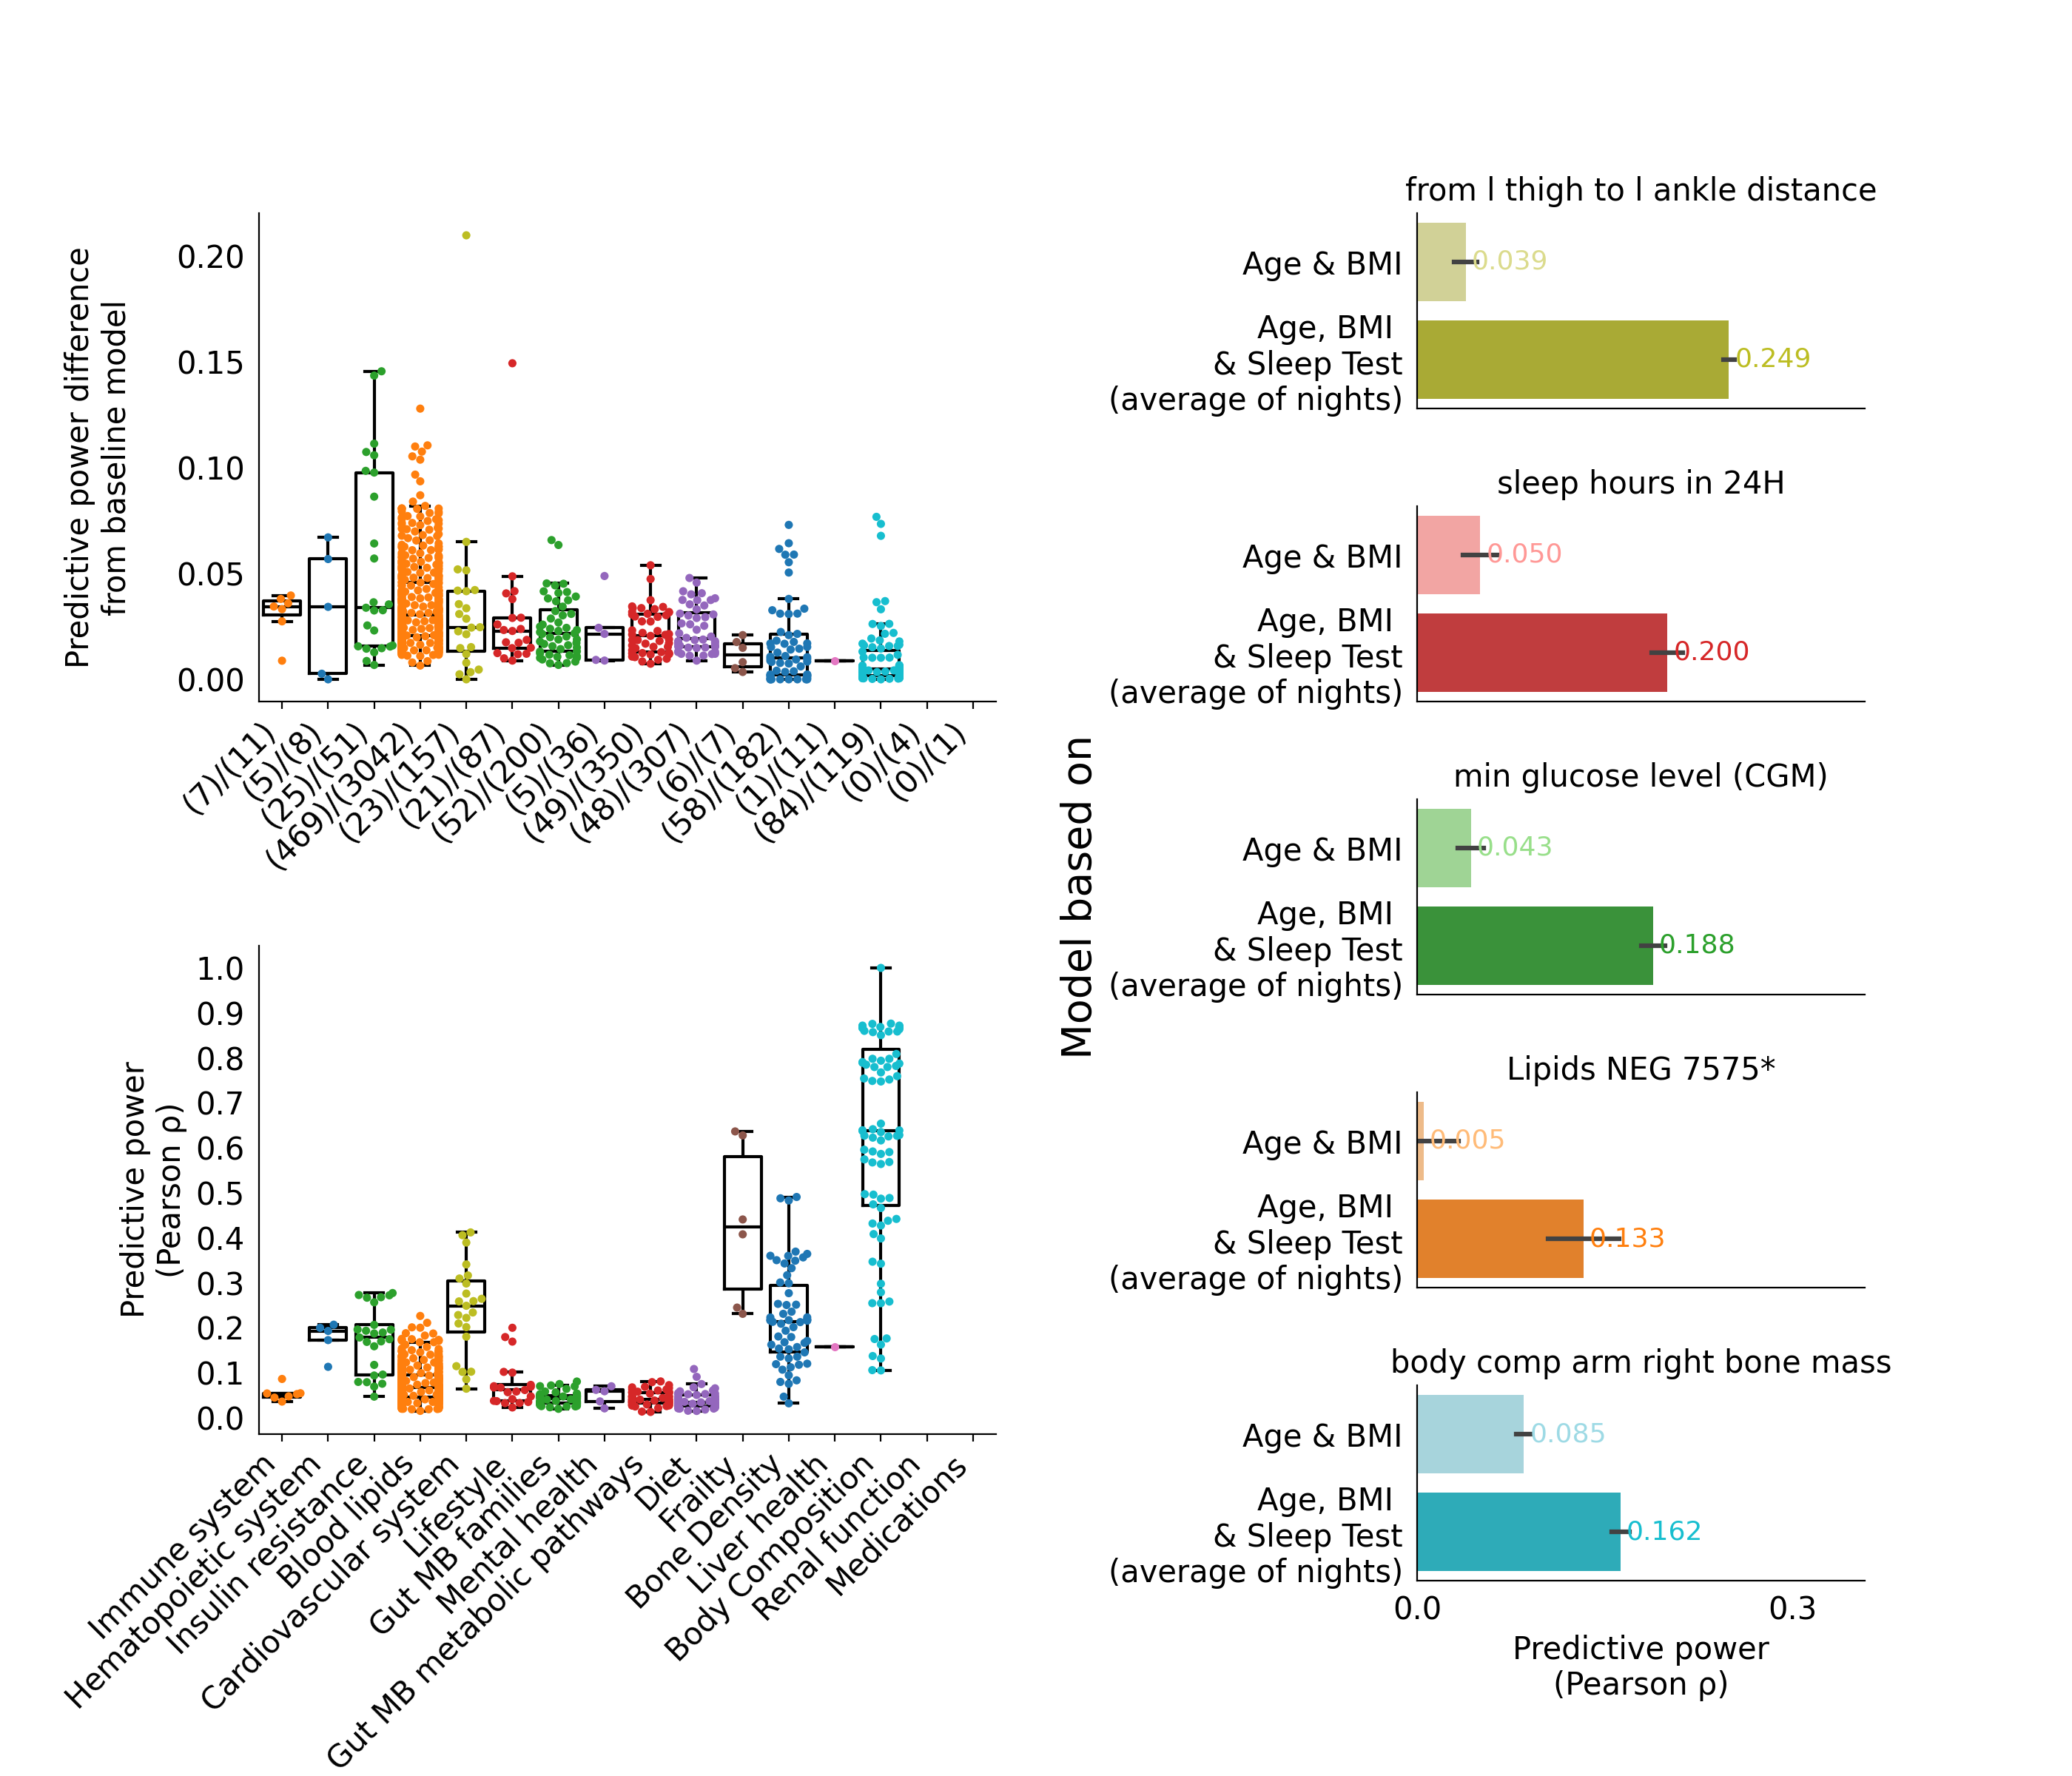 Predictive power difference
from baseline model
0.20
0.15
0.10
0.05
0.00
(7)/(11)
(5)/(8)
(25)/(51)
(469)/(3042)
(23)/(157)
(21)/(87)
(52)/(200)
(5)/(36)
(49)/(350)
(48)/(307)
(6)/(7)
(58)/(182)
(1)/(11)
(84)/(119)
(0)/(4)
(0)/(1)
Predictive power
(Pearson ρ)
1.0
0.9
0.8
0.7
0.6
0.5
0.4
0.3
0.2
0.1
0.0
Immune system
Hematopoietic system
Insulin resistance
Blood lipids
Cardiovascular system
Lifestyle
Gut MB families
Mental health
Gut MB metabolic pathways
Diet
Frailty
Bone Density
Liver health
Body Composition
Renal function
Medications
Model based on
from l thigh to l ankle distance
Age & BMI
0.039
Age, BMI
& Sleep Test
(average of nights)
0.249
sleep hours in 24H
Age & BMI
0.050
Age, BMI
& Sleep Test
(average of nights)
0.200
min glucose level (CGM)
Age & BMI
0.043
Age, BMI
& Sleep Test
(average of nights)
0.188
Lipids NEG 7575*
Age & BMI
0.005
Age, BMI
& Sleep Test
(average of nights)
0.133
body comp arm right bone mass
Age & BMI
0.085
Age, BMI
& Sleep Test
(average of nights)
0.162
0.0
0.3
Predictive power
(Pearson ρ)